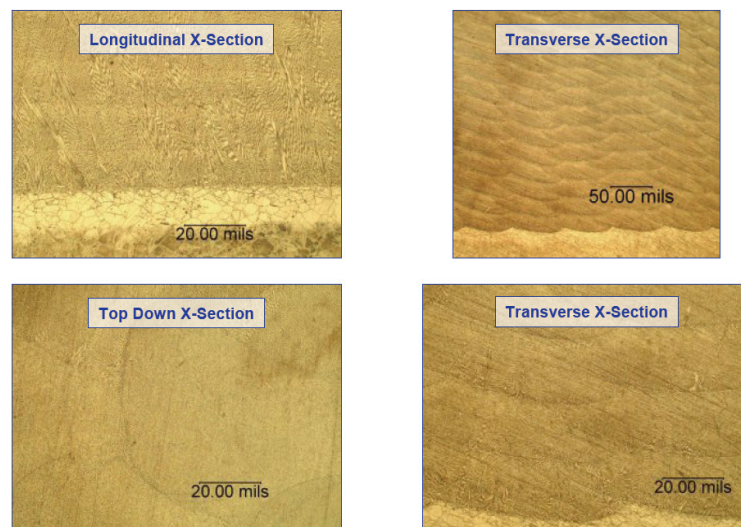 Longitudinal X-Section
20.00 mils
Transverse X-Section
50.00 mils
Top Down X-Section
20.00 mils
Transverse X-Section
20.00 mils